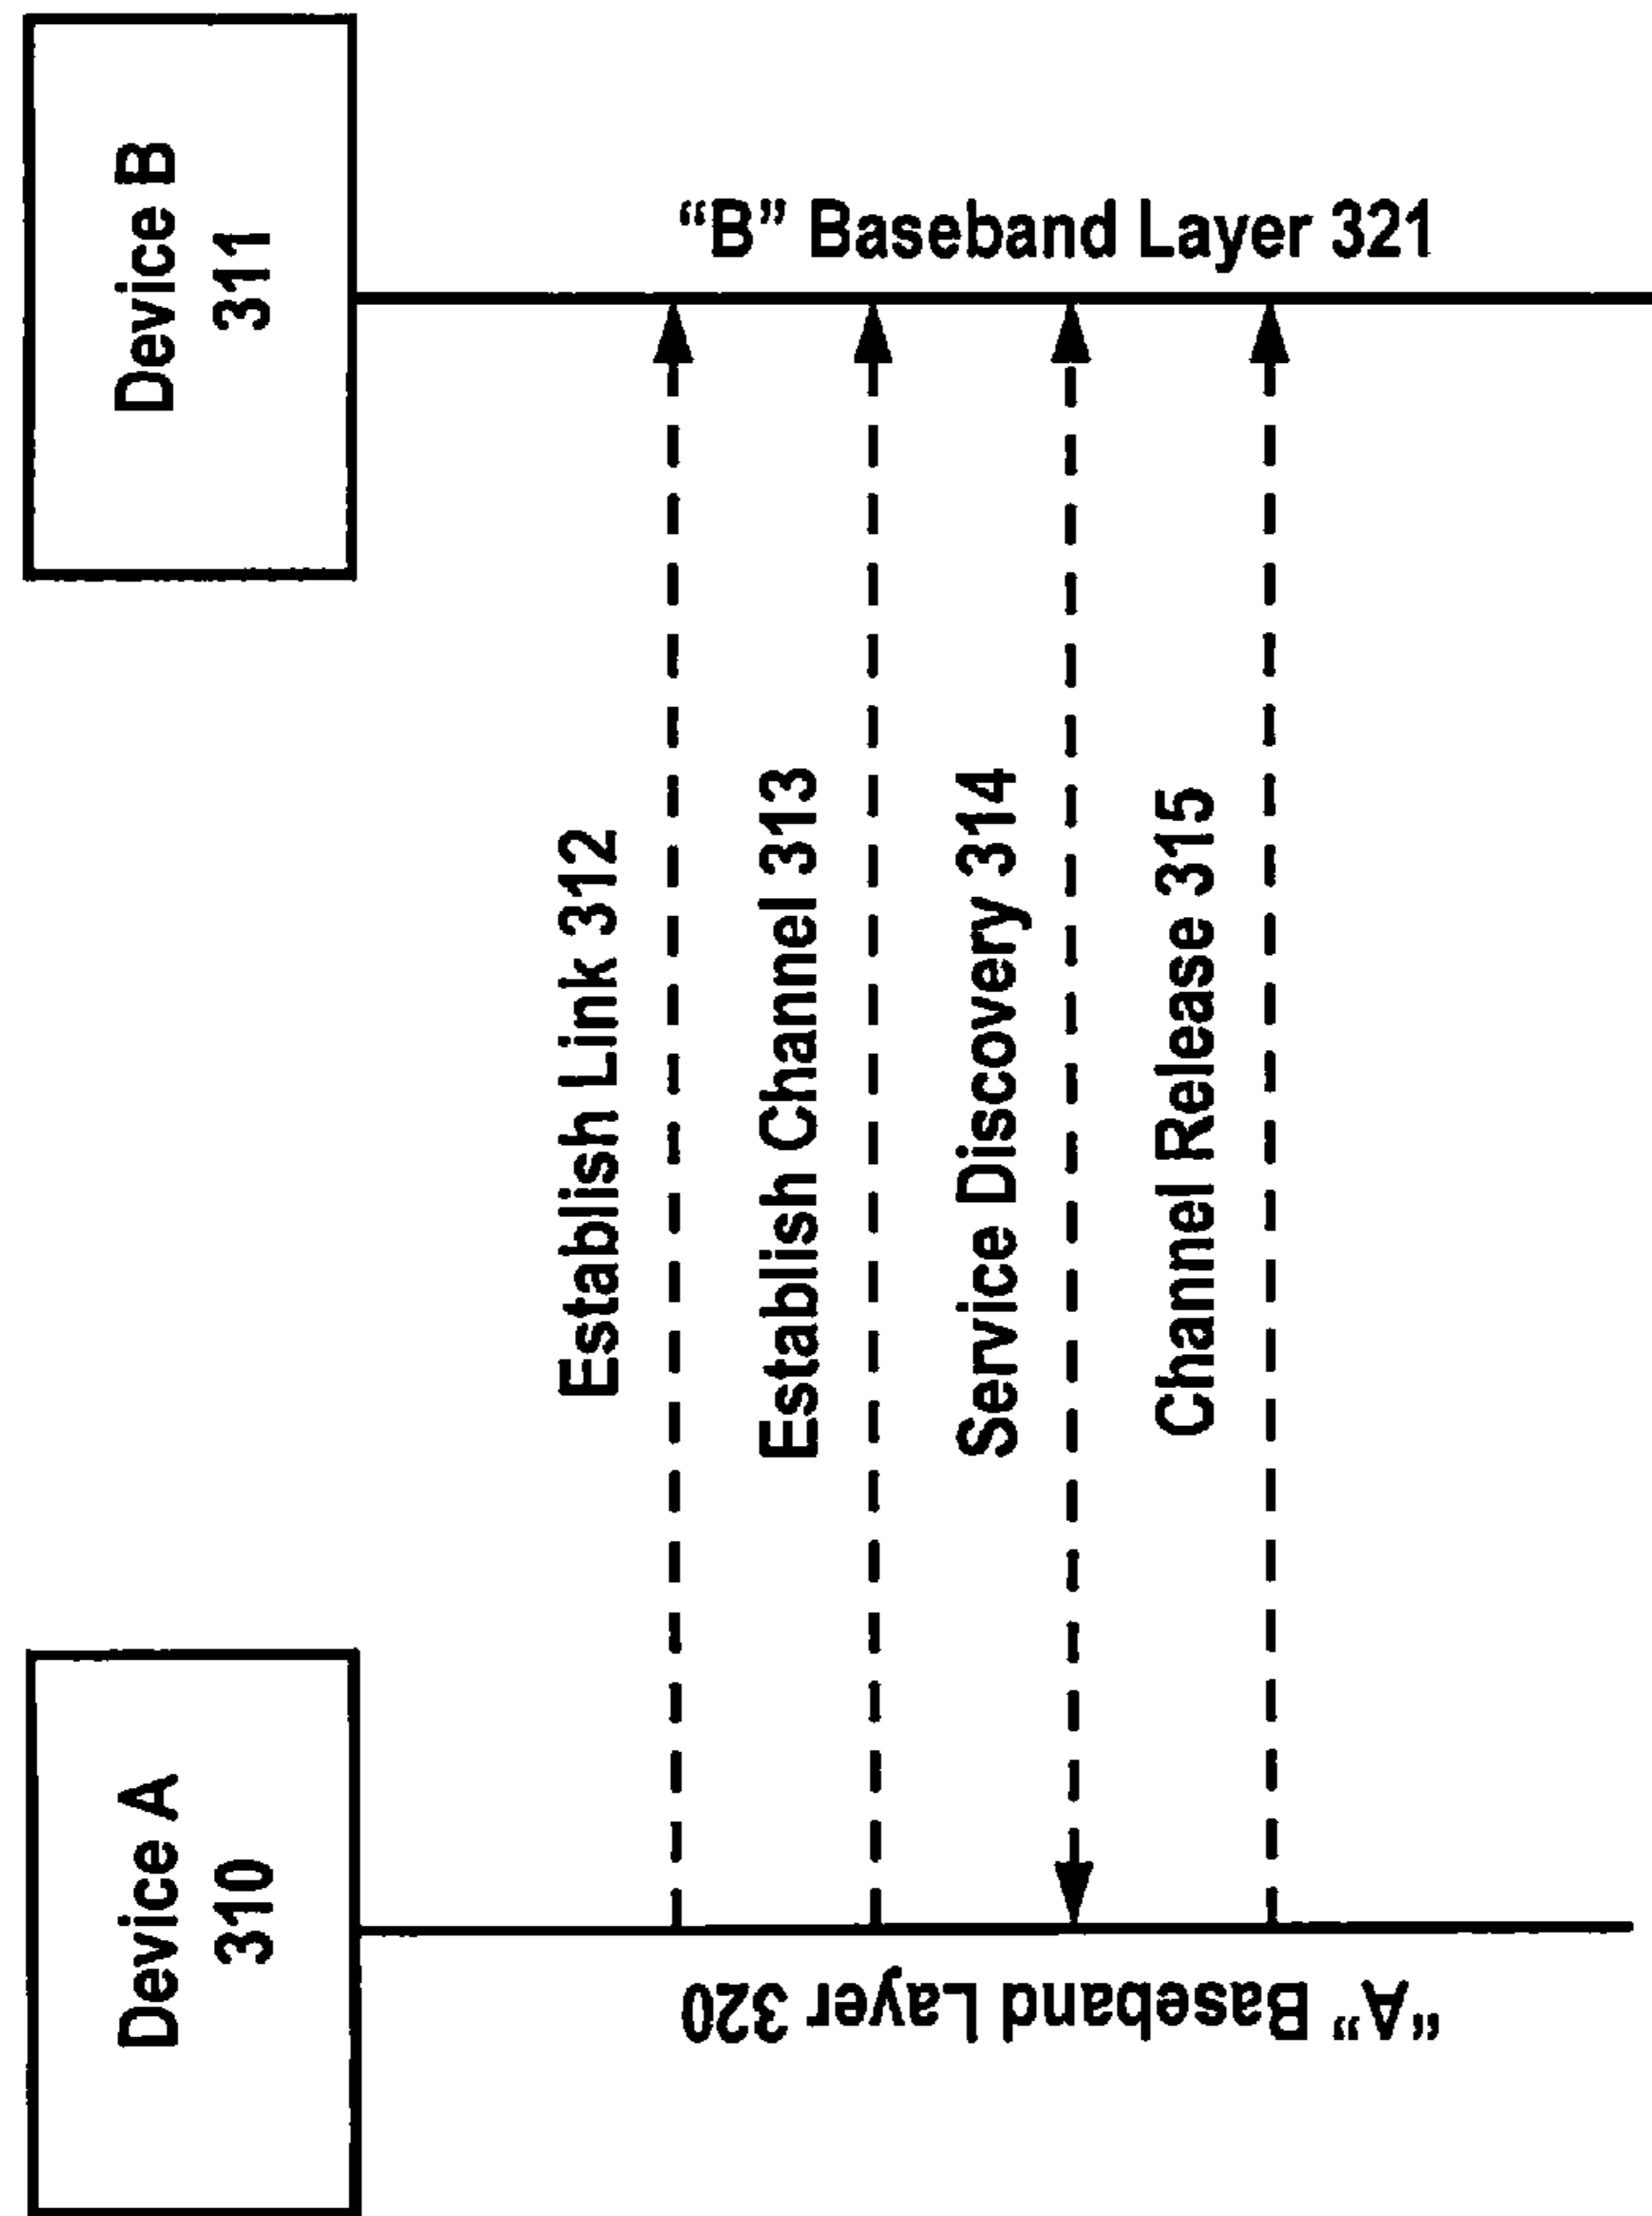 Device A
310
Device B
311
Establish Link 312
Establish Channel 313
Service Discovery 314
Channel Release 315
“A” Baseband Layer 320
“B” Baseband Layer 321